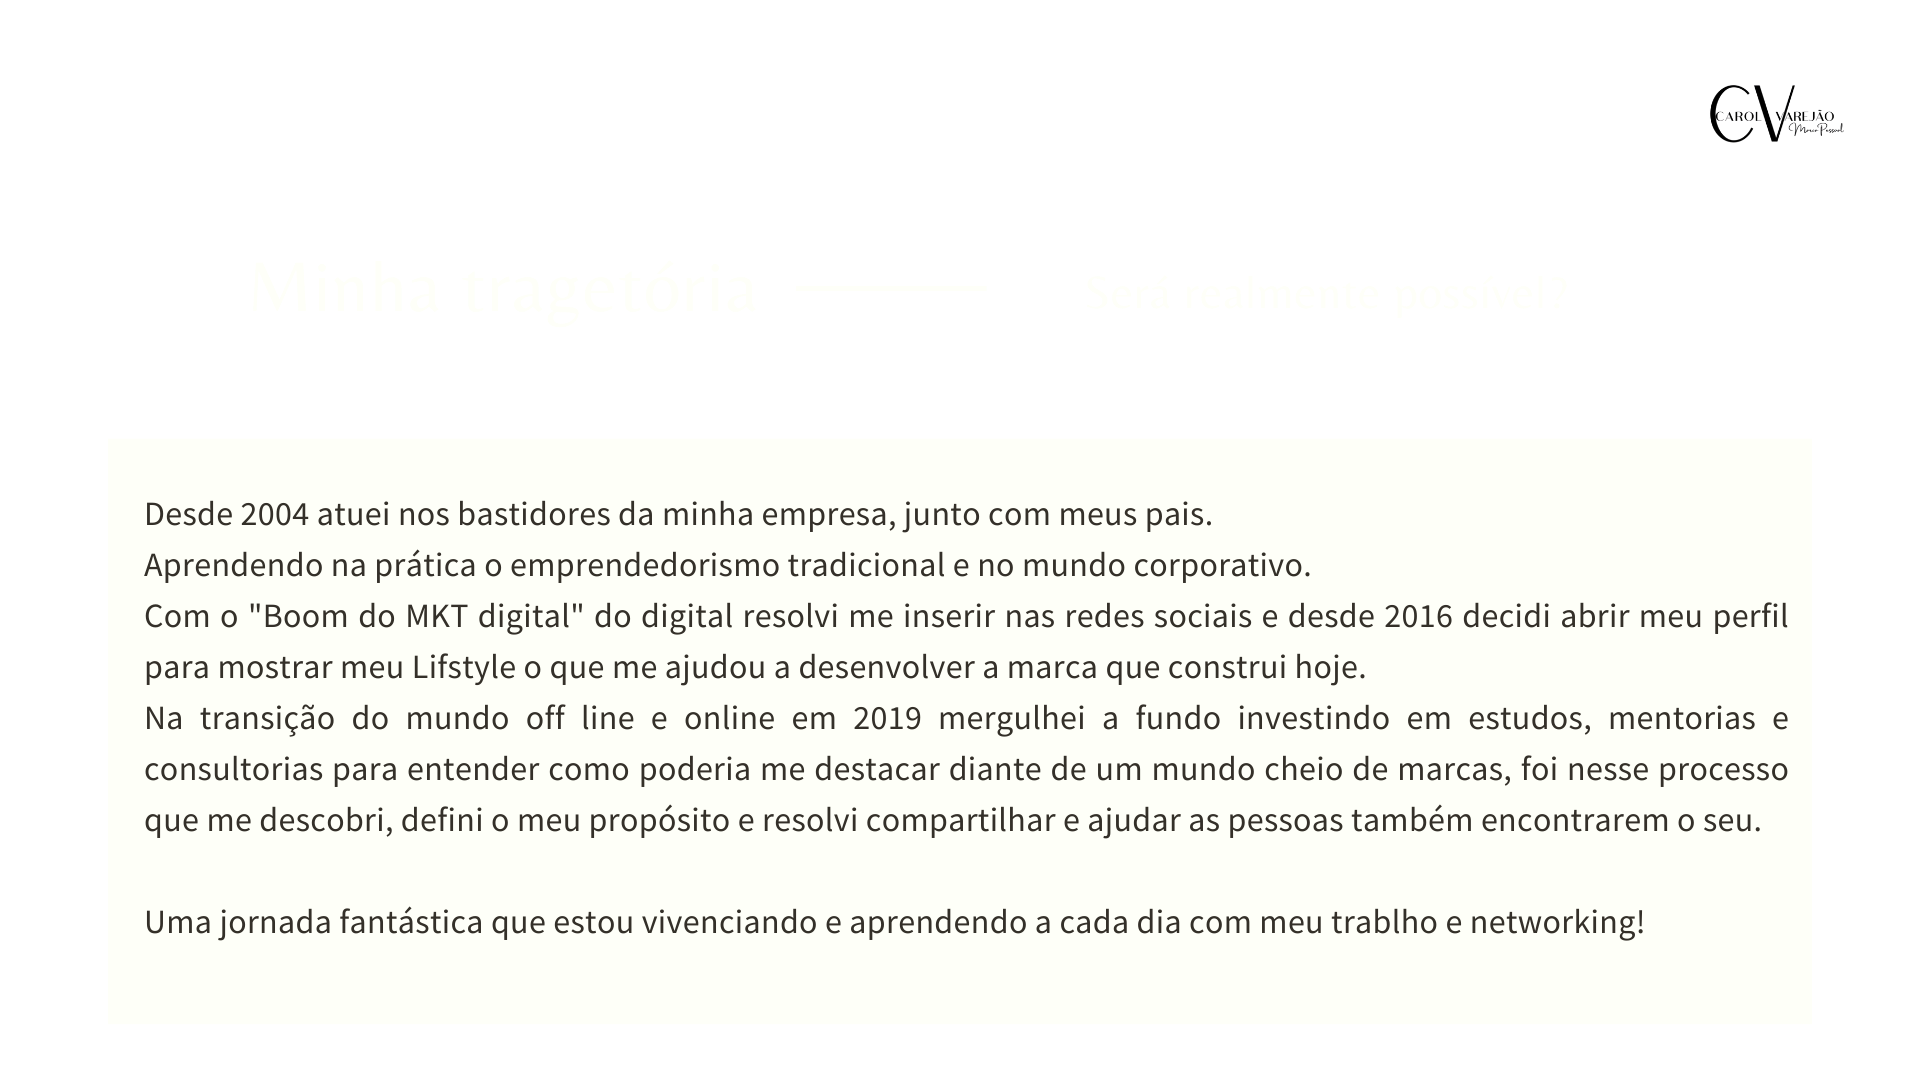 CAROL VAREJÃO
Marca Pessoal
Minha tragetória
Desde 2004 atuei nos bastidores da minha empresa, junto com meus pais.
Aprendendo na prática o emprendedorismo tradicional e no mundo corporativo.
Com o "Boom do MKT digital" do digital resolvi me inserir nas redes sociais e desde 2016 decidi abrir meu perfil
para mostrar meu Lifstyle o que me ajudou a desenvolver a marca que construi hoje.
Na transição do mundo off line e online em 2019 mergulhei a fundo investindo em estudos, mentorias e
consultorias para entender como poderia me destacar diante de um mundo cheio de marcas, foi nesse processo
que me descobri, defini o meu propósito e resolvi compartilhar e ajudar as pessoas também encontrarem o seu.
Uma jornada fantástica que estou vivenciando e aprendendo a cada dia com meu trablho e networking!